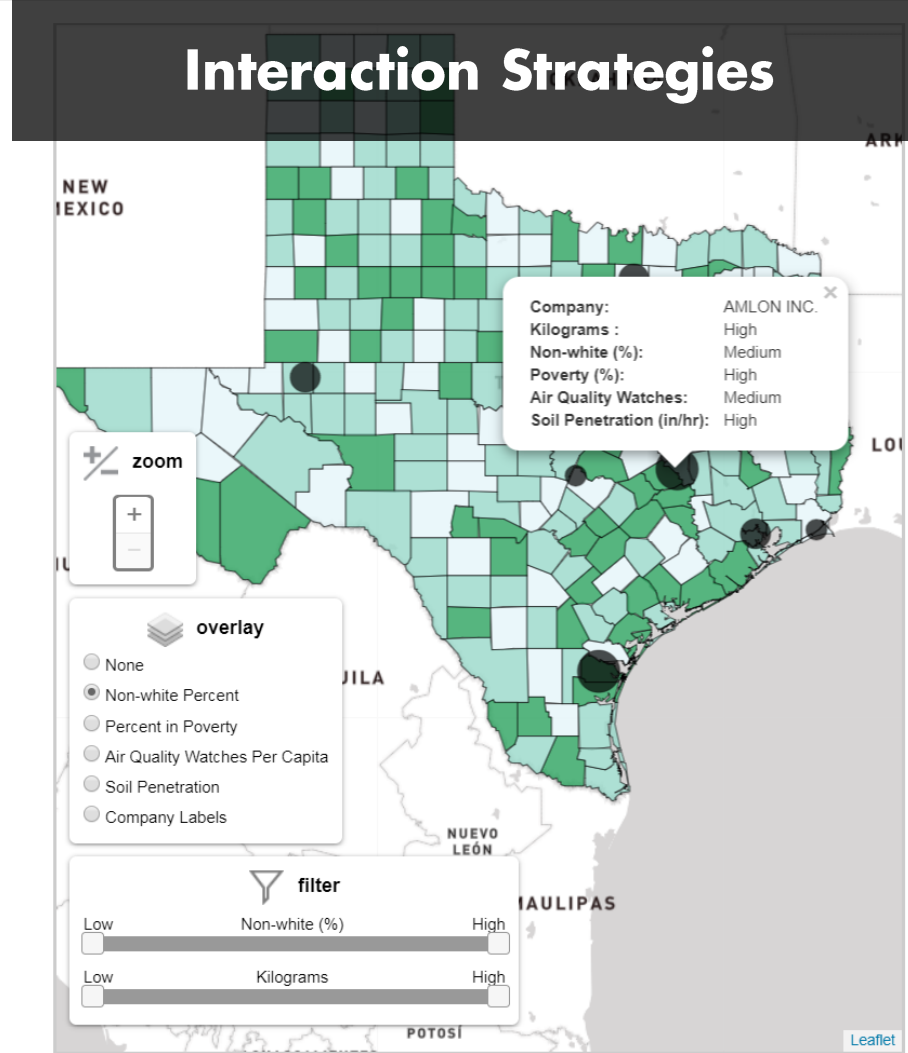 Interaction Strategies
ARK
NEW
MEXICO
Company: AMLON INC.
Kilograms : High
Non-white (%): Medium
Poverty (%): High
Air Quality Watches: Medium
Soil Penetration (in/hr): High
LOU
zoom
+
−
overlay
None
Non-white Percent
Percent in Poverty
Air Quality Watches Per Capita
Soil Penetration
Company Labels
UILA
NUEVO
LEÓN
filter
Low Non-white (%) High
Low Kilograms High
MAULIPAS
POTOSÍ
Leaflet